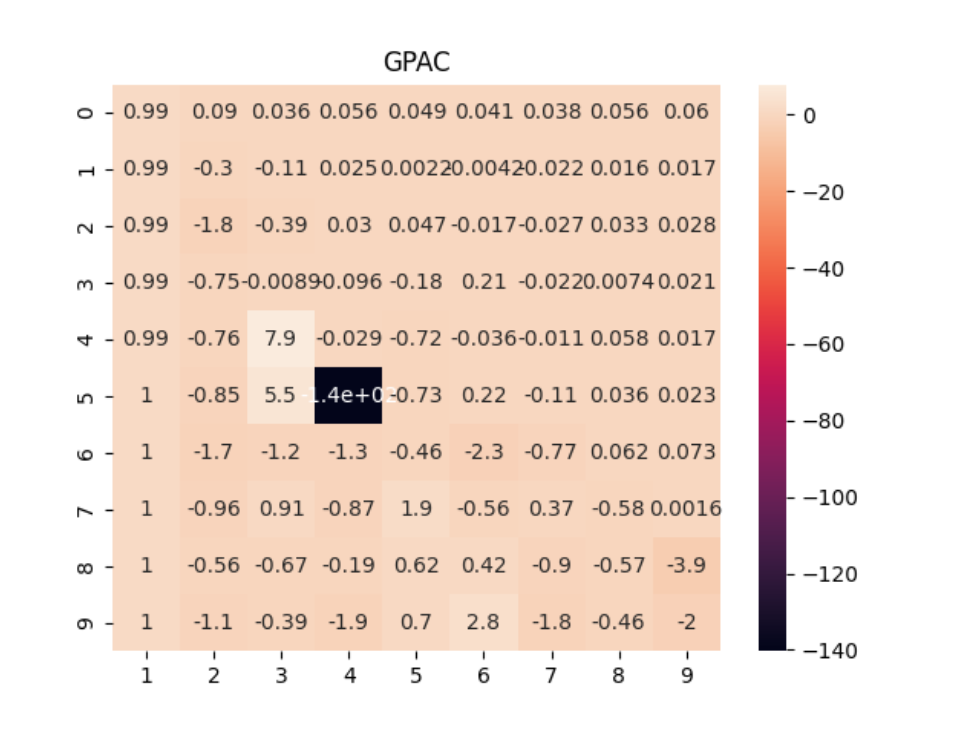 GPAC
0 0.99 0.09 0.036 0.056 0.049 0.041 0.038 0.056 0.06
1 0.99 -0.3 -0.11 0.025 0.0022 -0.0042 -0.022 0.016 0.017
2 0.99 -1.8 -0.39 0.03 0.047 -0.017 -0.027 0.033 0.028
3 0.99 -0.75 -0.0089 -0.096 -0.18 0.21 -0.022 0.0074 0.021
4 0.99 -0.76 7.9 -0.029 -0.72 -0.036 -0.011 0.058 0.017
5 1 -0.85 5.5 -1.4e+02 -0.73 0.22 -0.11 0.036 0.023
6 1 -1.7 -1.2 -1.3 -0.46 -2.3 -0.77 0.062 0.073
7 1 -0.96 0.91 -0.87 1.9 -0.56 0.37 -0.58 0.0016
8 1 -0.56 -0.67 -0.19 0.62 0.42 -0.9 -0.57 -3.9
9 1 -1.1 -0.39 -1.9 0.7 2.8 -1.8 -0.46 -2
1 2 3 4 5 6 7 8 9
0
−20
−40
−60
−80
−100
−120
−140